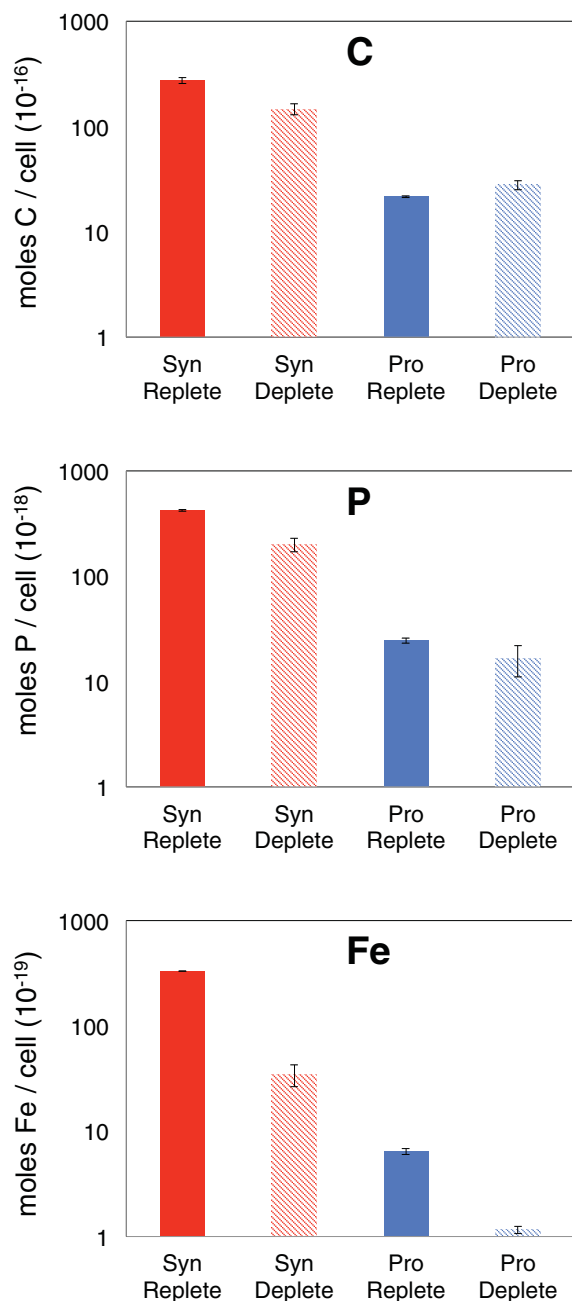 C
moles C / cell (10⁻¹⁶)
1000
100
10
1
Syn Syn Pro Pro
Replete Deplete Replete Deplete
P
moles P / cell (10⁻¹⁸)
1000
100
10
1
Syn Syn Pro Pro
Replete Deplete Replete Deplete
Fe
moles Fe / cell (10⁻¹⁹)
1000
100
10
1
Syn Syn Pro Pro
Replete Deplete Replete Deplete